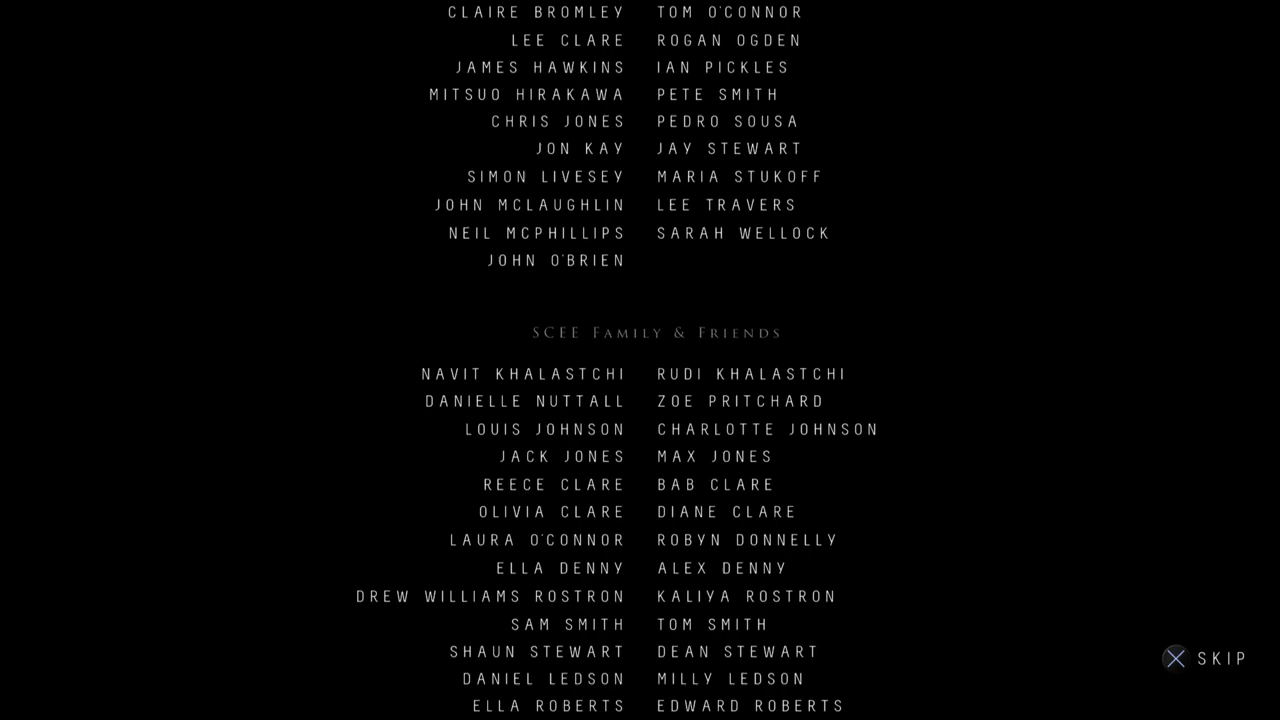 CLAIRE BROMLEY TOM O'CONNOR
LEE CLARE ROGAN OGDEN
JAMES HAWKINS IAN PICKLES
MITSUO HIRAKAWA PETE SMITH
CHRIS JONES PEDRO SOUSA
JON KAY JAY STEWART
SIMON LIVESEY MARIA STUKOFF
JOHN MCLAUGHLIN LEE TRAVERS
NEIL MCPHILLIPS SARAH WELLOCK
JOHN O'BRIEN
SCEE FAMILY & FRIENDS
NAVIT KHALASTCHI RUDI KHALASTCHI
DANIELLE NUTTALL ZOE PRITCHARD
LOUIS JOHNSON CHARLOTTE JOHNSON
JACK JONES MAX JONES
REECE CLARE BAB CLARE
OLIVIA CLARE DIANE CLARE
LAURA O'CONNOR ROBYN DONNELLY
ELLA DENNY ALEX DENNY
DREW WILLIAMS ROSTRON KALIYA ROSTRON
SAM SMITH TOM SMITH
SHAUN STEWART DEAN STEWART
SKIP
DANIEL LEDSON MILLY LEDSON
ELLA ROBERTS EDWARD ROBERTS